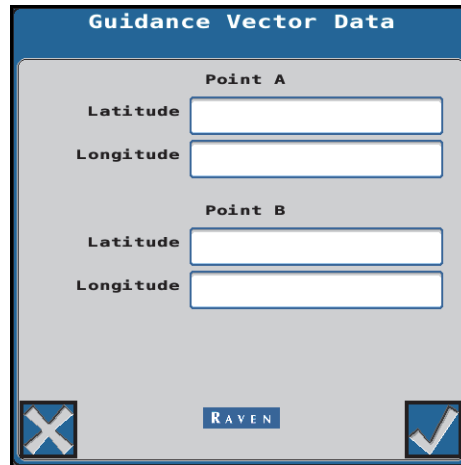 Guidance Vector Data
Point A
Latitude
Longitude
Point B
Latitude
Longitude
RAVEN